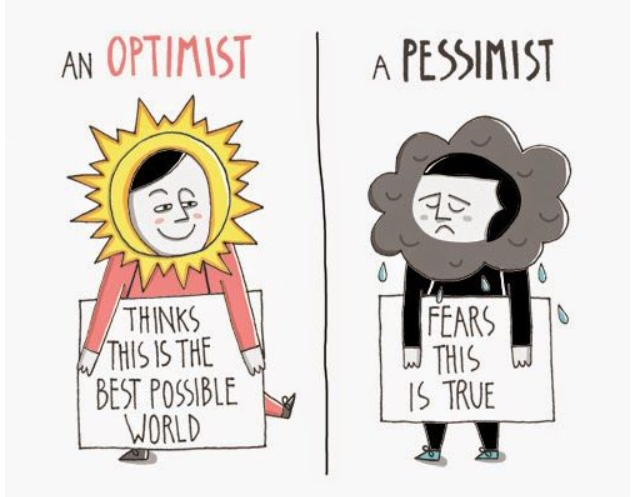 AN OPTIMIST
THINKS
THIS IS THE
BEST POSSIBLE
WORLD
A PESSIMIST
FEARS
THIS
IS TRUE